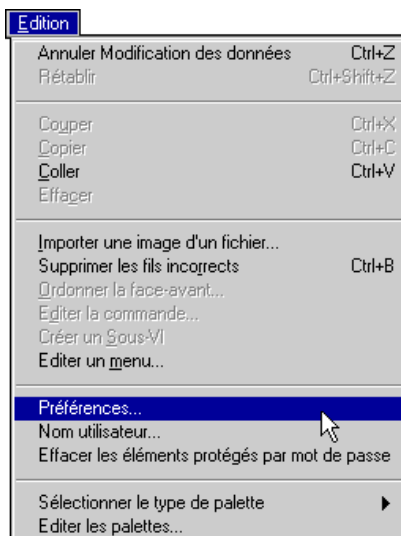 Edition
Annuler Modification des données Ctrl+Z
Rétablir Ctrl+Shift+Z
Couper Ctrl+X
Copier Ctrl+C
Coller Ctrl+V
Effacer
Importer une image d'un fichier...
Supprimer les fils incorrects Ctrl+B
Ordonner la face-avant...
Editer la commande...
Créer un Sous-VI
Editer un menu...
Préférences...
Nom utilisateur...
Effacer les éléments protégés par mot de passe
Sélectionner le type de palette
Editer les palettes...